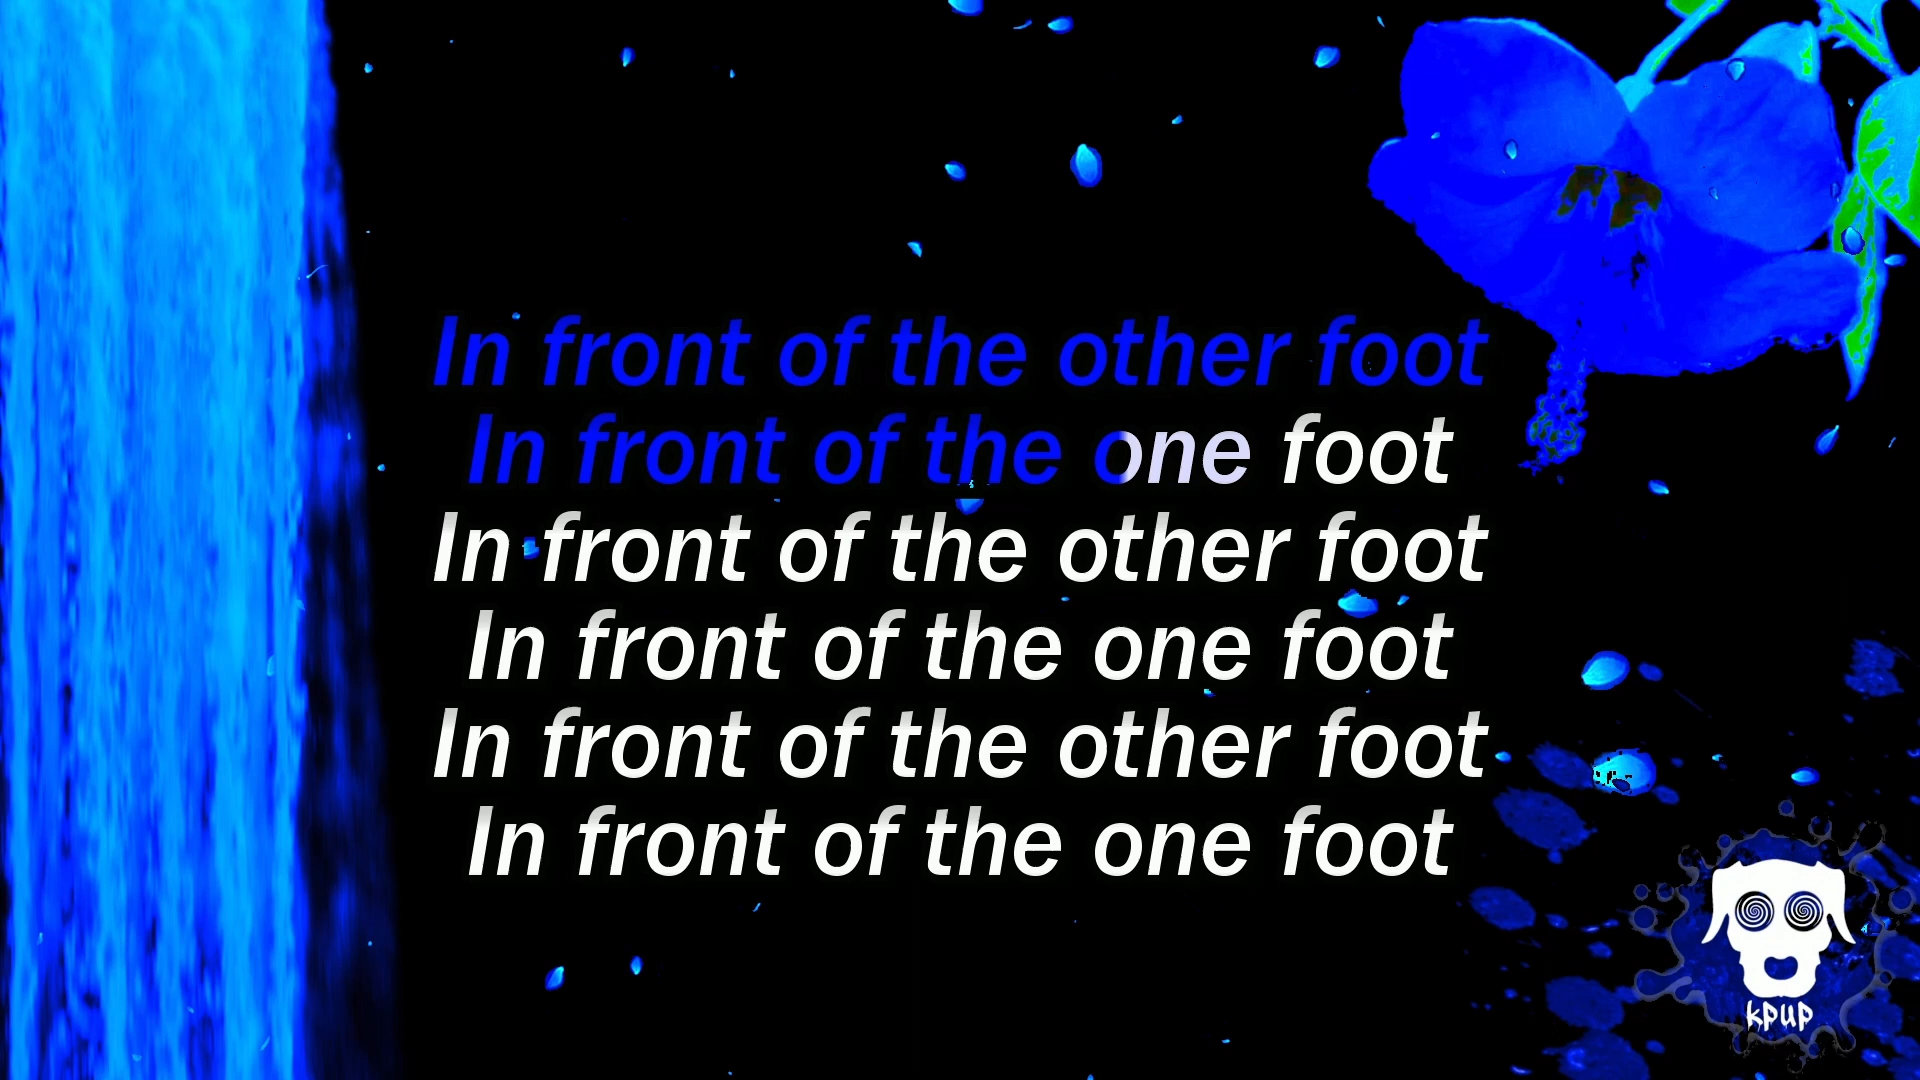 In front of the other foot
In front of the one foot
In front of the other foot
In front of the one foot
In front of the other foot
In front of the one foot
kpup